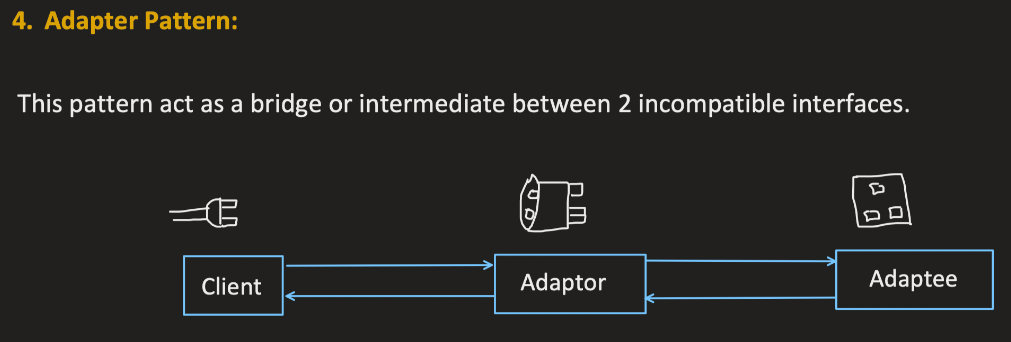 4. Adapter Pattern:
This pattern act as a bridge or intermediate between 2 incompatible interfaces.
Client
Adaptor
Adaptee